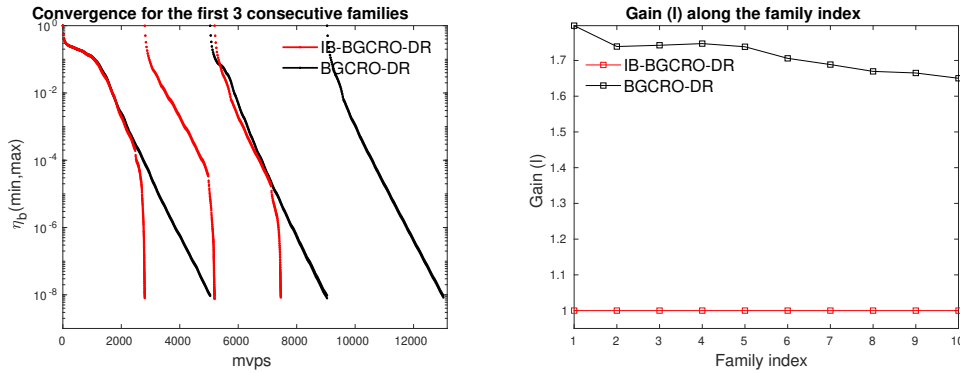 Convergence for the first 3 consecutive families
10^0
10^-2
10^-4
10^-6
10^-8
η_b(min,max)
IB-BGCRO-DR
BGCRO-DR
0 2000 4000 6000 8000 10000 12000
mvps
Gain (I) along the family index
1.7
1.6
1.5
1.4
1.3
1.2
1.1
1
Gain (I)
IB-BGCRO-DR
BGCRO-DR
1 2 3 4 5 6 7 8 9 10
Family index